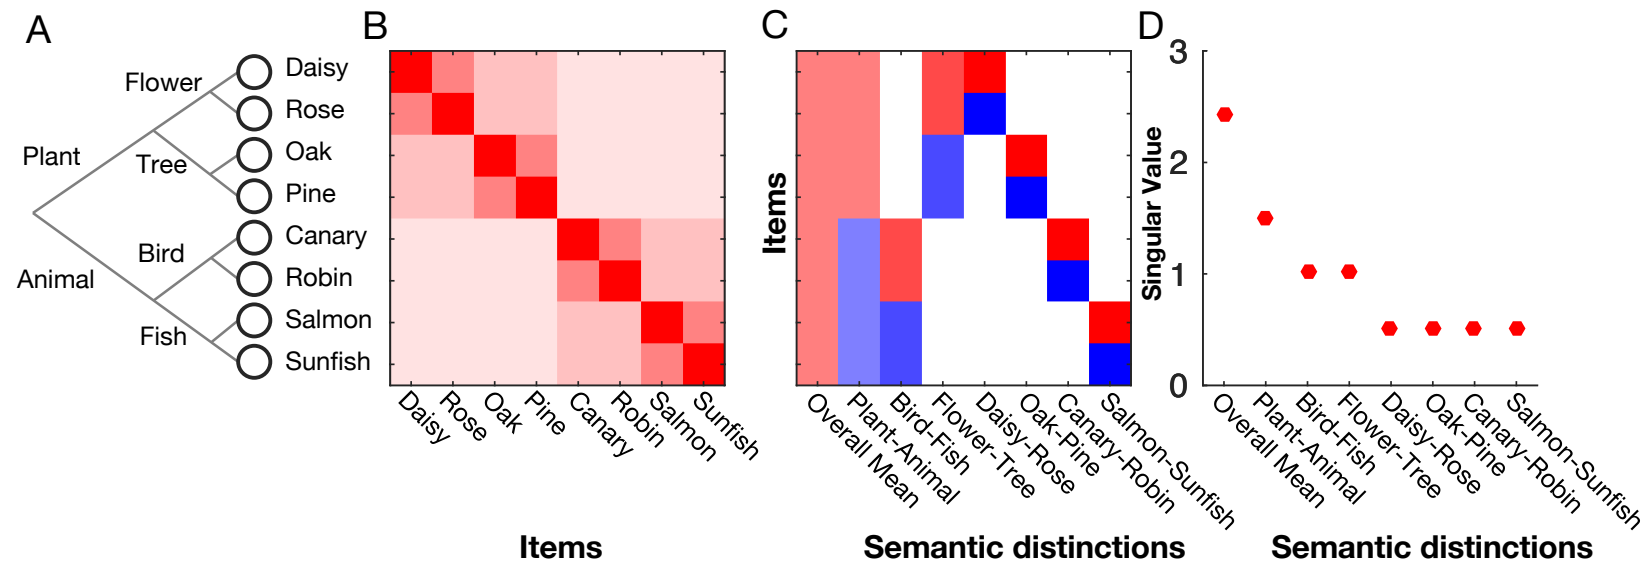 A
Flower
Plant
Tree
Bird
Animal
Fish
Daisy
Rose
Oak
Pine
Canary
Robin
Salmon
Sunfish
B
Daisy
Rose
Oak
Pine
Canary
Robin
Salmon
Sunfish
Items
C
Items
Overall Mean
Plant-Animal
Bird-Fish
Flower-Tree
Daisy-Rose
Oak-Pine
Canary-Robin
Salmon-Sunfish
Semantic distinctions
D
Singular Value
3
2
1
0
Overall Mean
Plant-Animal
Bird-Fish
Flower-Tree
Daisy-Rose
Oak-Pine
Canary-Robin
Salmon-Sunfish
Semantic distinctions